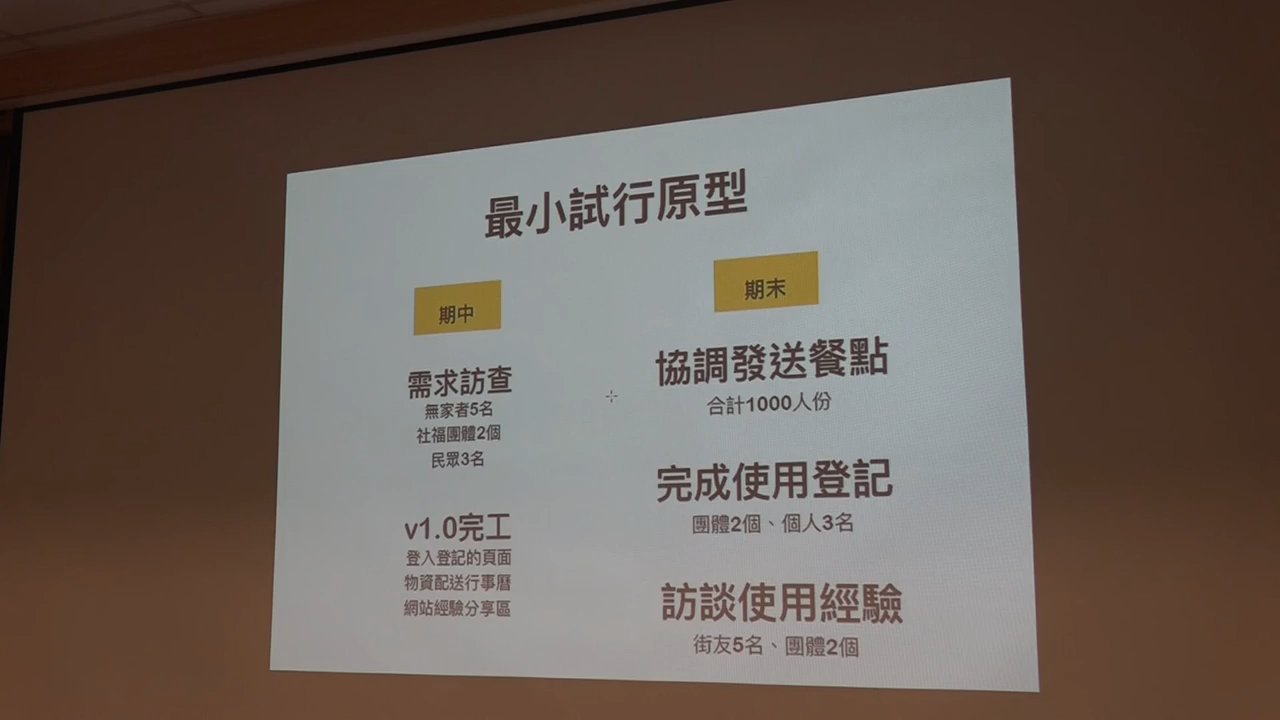 最小試行原型
期中
需求訪查
無家者5名
社福團體2個
民眾3名
v1.0完工
登入登記的頁面
物資配送行事曆
網站經驗分享區
期末
協調發送餐點
合計1000人份
完成使用登記
團體2個、個人3名
訪談使用經驗
街友5名、團體2個